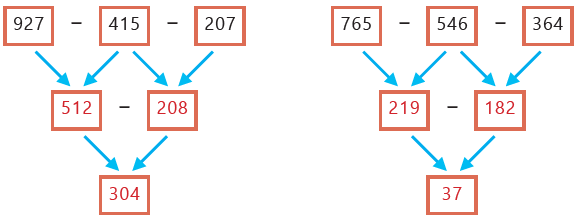 927 – 415 – 207 765 – 546 – 364
512 – 208 219 – 182
304 37